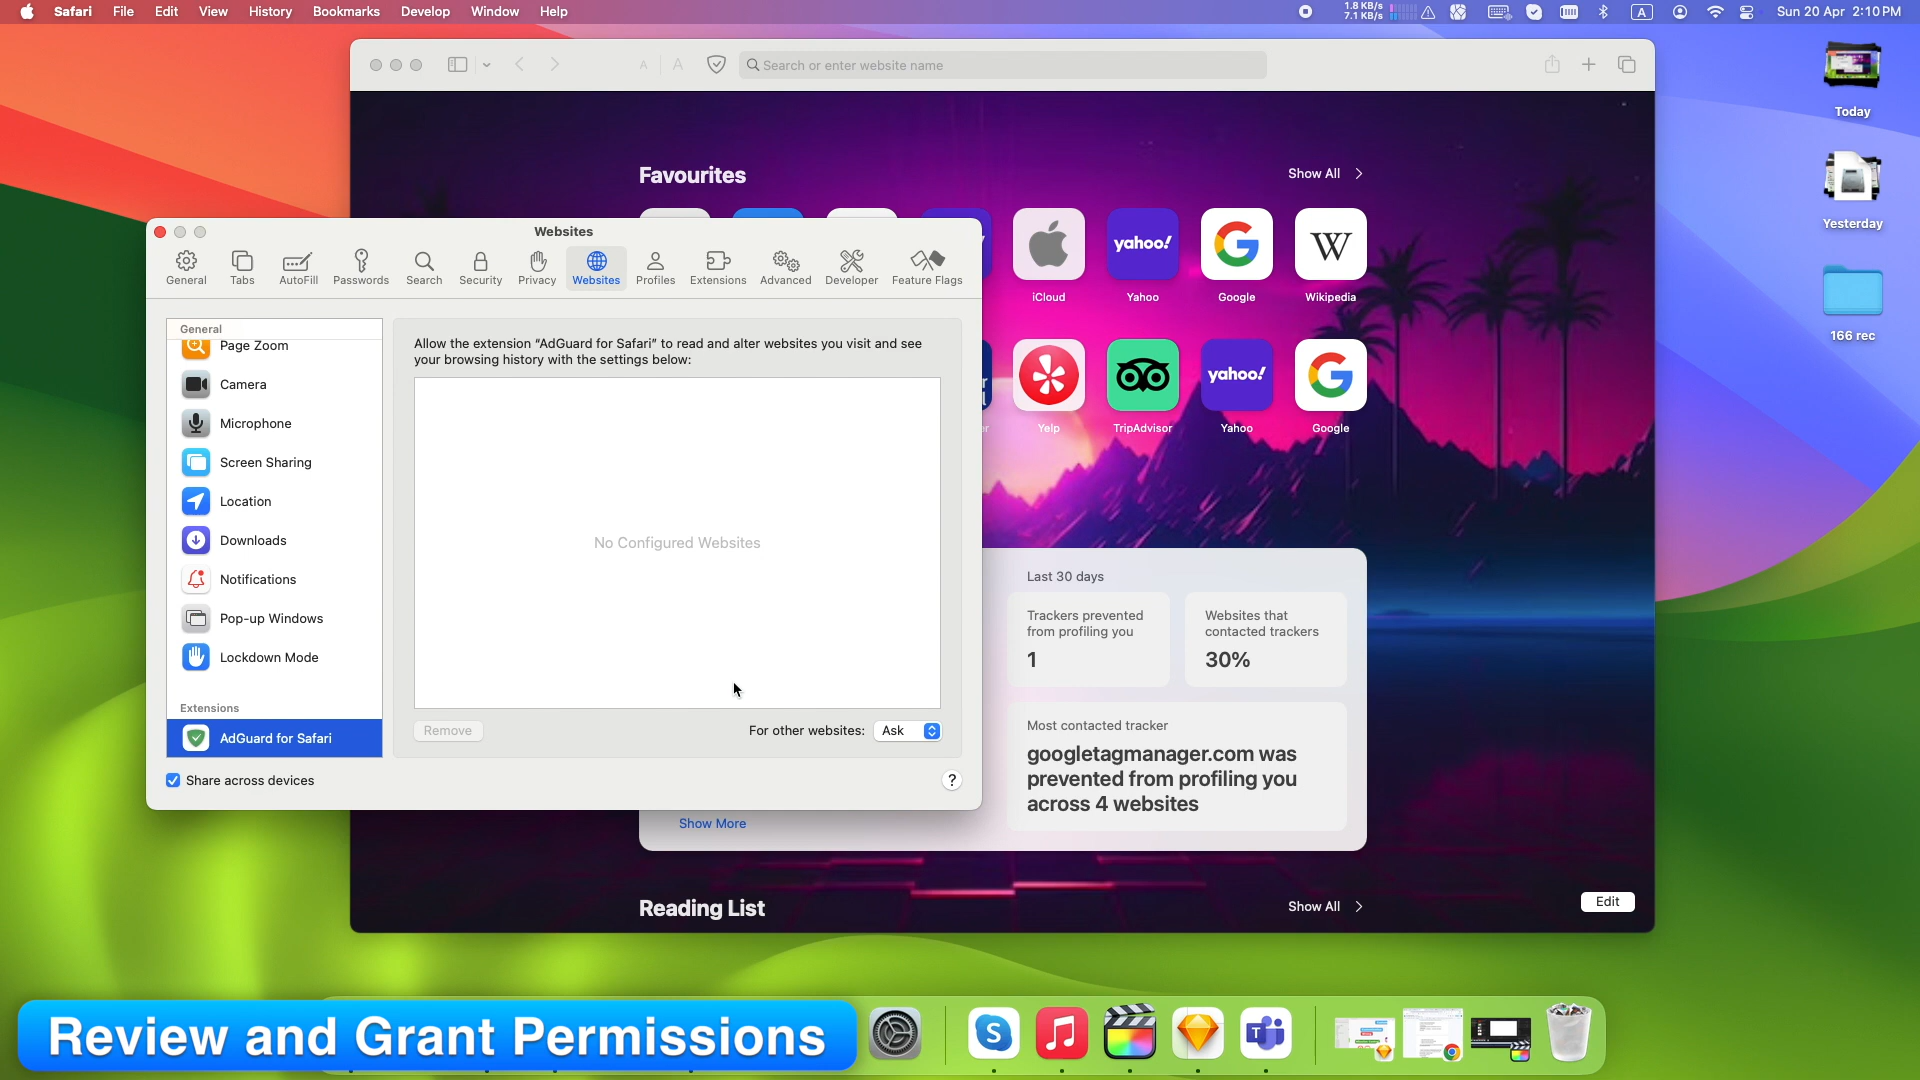 Safari File Edit View History Bookmarks Develop Window Help
1.8 KB/s
7.1 KB/s
A
Sun 20 Apr 2:10 PM
A A
Search or enter website name
Today
Yesterday
166 rec
Favourites
Show All
iCloud
yahoo!
Yahoo
Google
W
Wikipedia
Yelp
TripAdvisor
yahoo!
Yahoo
Google
Websites
General
Tabs
AutoFill
Passwords
Search
Security
Privacy
Websites
Profiles
Extensions
Advanced
Developer
Feature Flags
General
Page Zoom
Camera
Microphone
Screen Sharing
Location
Downloads
Notifications
Pop-up Windows
Lockdown Mode
Extensions
AdGuard for Safari
Allow the extension “AdGuard for Safari” to read and alter websites you visit and see
your browsing history with the settings below:
No Configured Websites
Remove
For other websites: Ask
Share across devices
?
Last 30 days
Trackers prevented
from profiling you
1
Websites that
contacted trackers
30%
Most contacted tracker
googletagmanager.com was
prevented from profiling you
across 4 websites
Show More
Reading List
Show All
Edit
Review and Grant Permissions
S
T